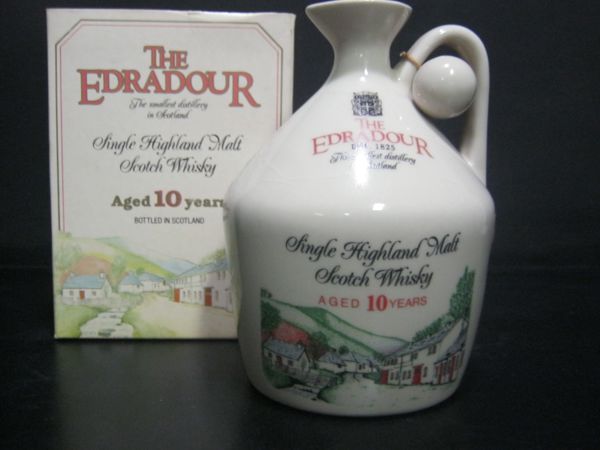 THE
EDRADOUR
The smallest distillery
in Scotland
Single Highland Malt
Scotch Whisky
Aged 10 years
BOTTLED IN SCOTLAND
THE
EDRADOUR
1825
smallest distillery
Single Highland Malt
Scotch Whisky
AGED 10 YEARS